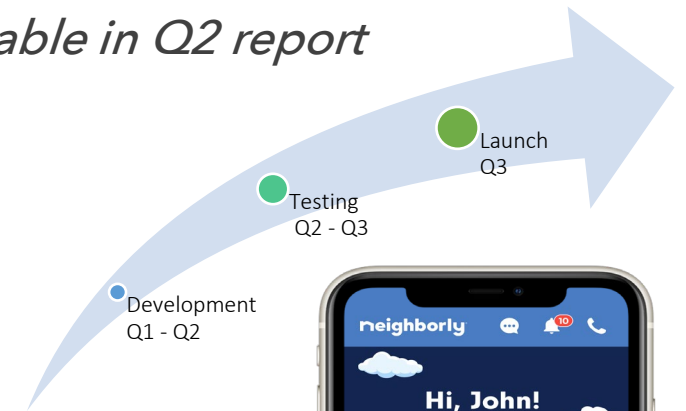 able in Q2 report
Launch
Q3
Testing
Q2 - Q3
Development
Q1 - Q2
neighborly
10
Hi, John!